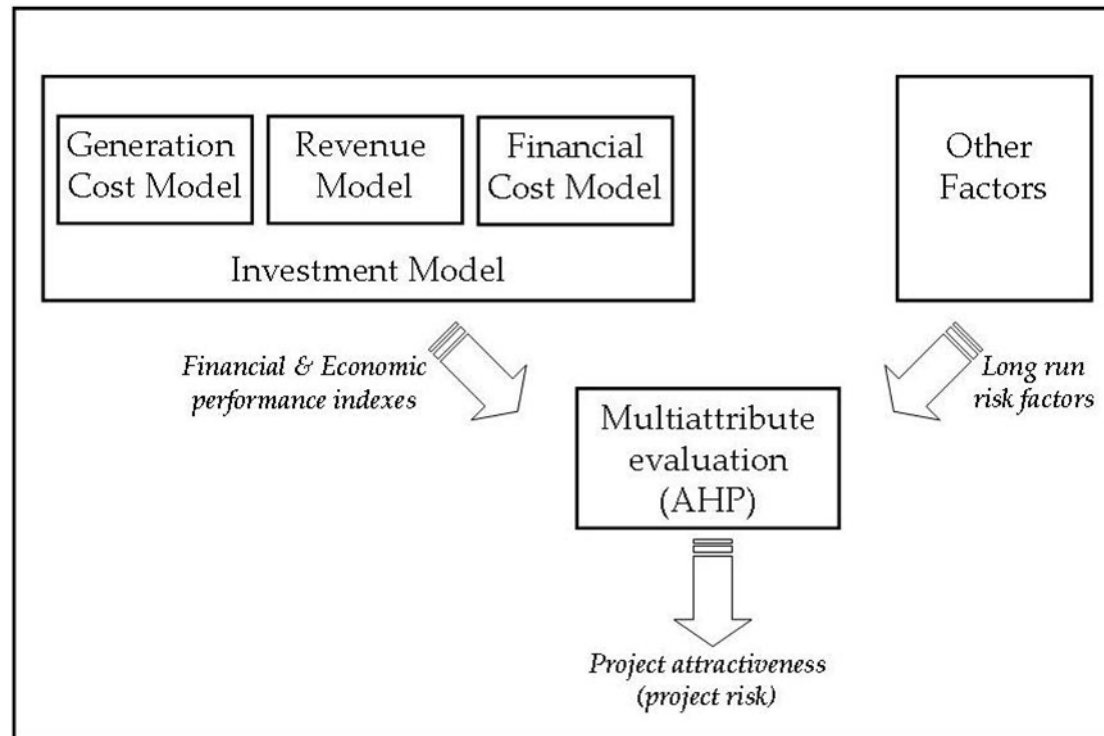 Generation
Cost Model
Revenue
Model
Financial
Cost Model
Investment Model
Other
Factors
Financial & Economic
performance indexes
Long run
risk factors
Multiattribute
evaluation
(AHP)
Project attractiveness
(project risk)